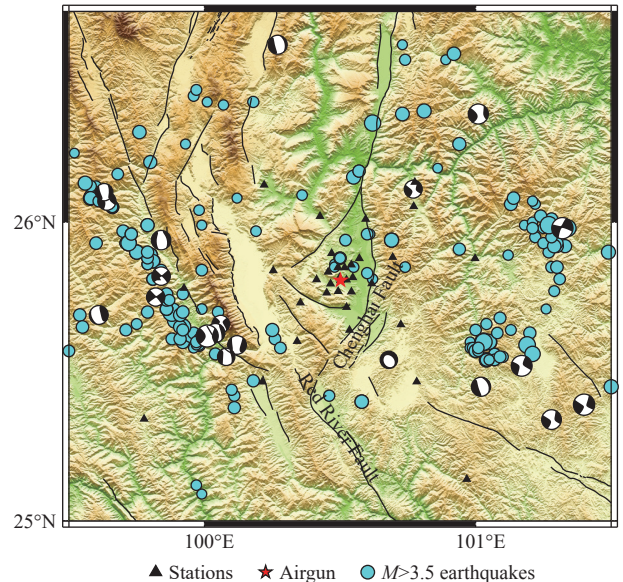 26°N
Chenghai Fault
Red River Fault
25°N
100°E
101°E
Stations
Airgun
M>3.5 earthquakes